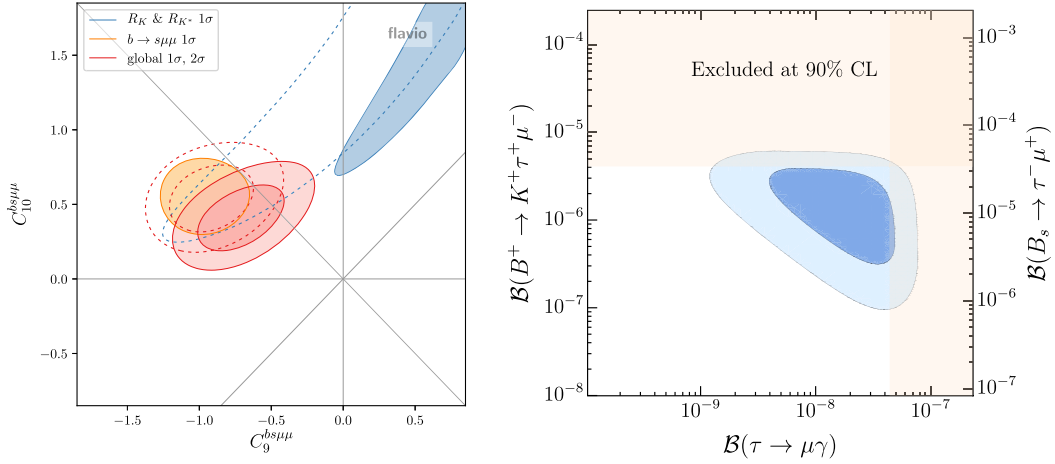 R_K & R_{K*} 1σ
b → sμμ 1σ
global 1σ, 2σ
flavio
1.5
1.0
0.5
0.0
−0.5
C_{10}^{bsμμ}
−1.5 −1.0 −0.5 0.0 0.5
C_9^{bsμμ}
Excluded at 90% CL
10^{-4}
10^{-5}
10^{-6}
10^{-7}
10^{-8}
B(B^+ → K^+τ^+μ^-)
10^{-9} 10^{-8} 10^{-7}
B(τ → μγ)
10^{-3}
10^{-4}
10^{-5}
10^{-6}
10^{-7}
B(B_s → τ^-μ^+)